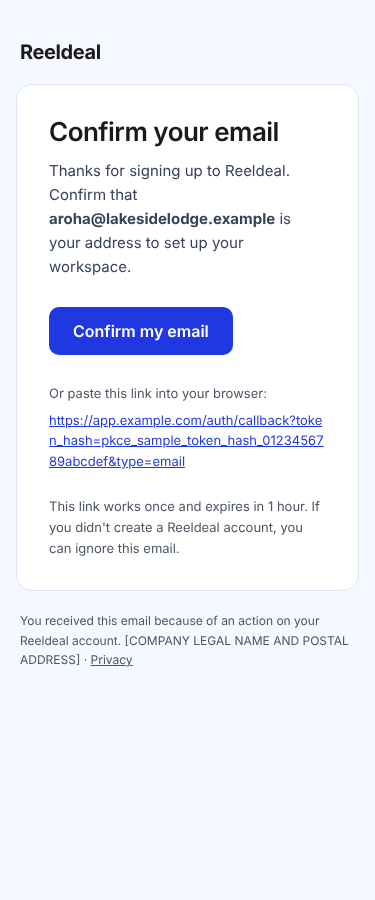 Reeldeal
Confirm your email
Thanks for signing up to Reeldeal.
Confirm that
aroha@lakesidelodge.example is
your address to set up your
workspace.
Confirm my email
Or paste this link into your browser:
https://app.example.com/auth/callback?toke
n_hash=pkce_sample_token_hash_01234567
89abcdef&type=email
This link works once and expires in 1 hour. If
you didn't create a Reeldeal account, you
can ignore this email.
You received this email because of an action on your
Reeldeal account. [COMPANY LEGAL NAME AND POSTAL
ADDRESS] · Privacy